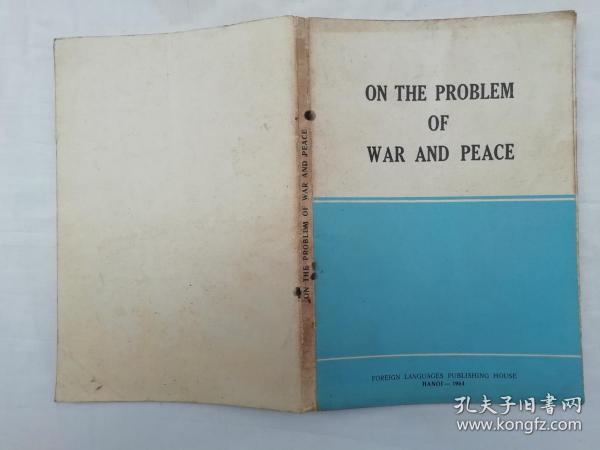 ON THE PROBLEM
OF
WAR AND PEACE
FOREIGN LANGUAGES PUBLISHING HOUSE
HANOI — 1964
ON THE PROBLEM OF WAR AND PEACE
孔夫子旧书网
www.kongfz.com